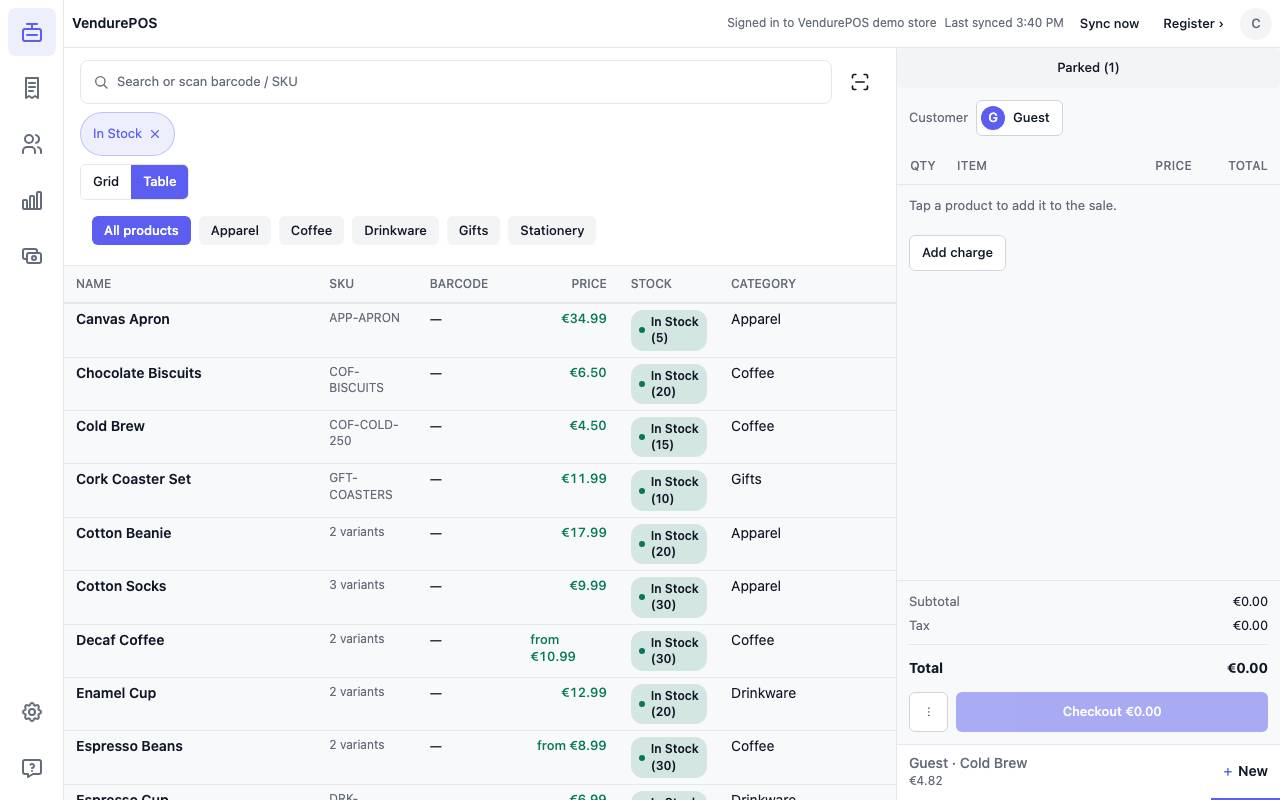 VendurePOS
Signed in to VendurePOS demo store Last synced 3:40 PM Sync now Register › C
Search or scan barcode / SKU
In Stock ×
Grid Table
All products Apparel Coffee Drinkware Gifts Stationery
NAME SKU BARCODE PRICE STOCK CATEGORY
Canvas Apron APP-APRON — €34.99 In Stock (5) Apparel
Chocolate Biscuits COF-BISCUITS — €6.50 In Stock (20) Coffee
Cold Brew COF-COLD-250 — €4.50 In Stock (15) Coffee
Cork Coaster Set GFT-COASTERS — €11.99 In Stock (10) Gifts
Cotton Beanie 2 variants — €17.99 In Stock (20) Apparel
Cotton Socks 3 variants — €9.99 In Stock (30) Apparel
Decaf Coffee 2 variants — from €10.99 In Stock (30) Coffee
Enamel Cup 2 variants — €12.99 In Stock (20) Drinkware
Espresso Beans 2 variants — from €8.99 In Stock (30) Coffee
Espresso Cup DRK- €6.99 In Stock Drinkware
Parked (1)
Customer G Guest
QTY ITEM PRICE TOTAL
Tap a product to add it to the sale.
Add charge
Subtotal €0.00
Tax €0.00
Total €0.00
Checkout €0.00
Guest · Cold Brew
€4.82
+ New